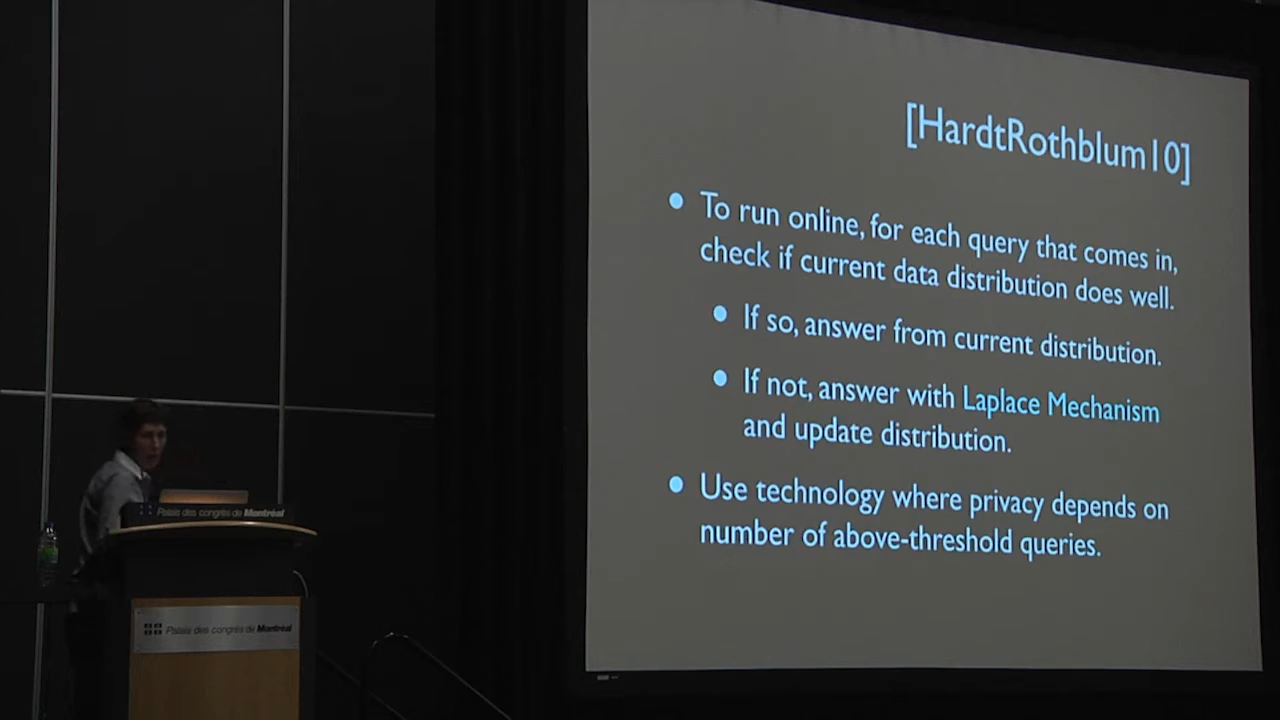 [HardtRothblum10]
• To run online, for each query that comes in,
check if current data distribution does well.
• If so, answer from current distribution.
• If not, answer with Laplace Mechanism
and update distribution.
• Use technology where privacy depends on
number of above-threshold queries.
Palais des congrès de Montréal
Palais des congrès de Montréal